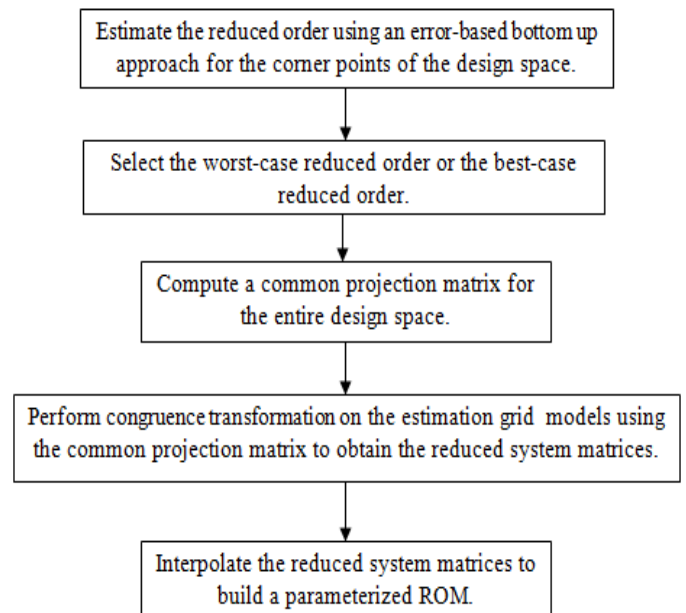 Estimate the reduced order using an error-based bottom up
approach for the corner points of the design space.
Select the worst-case reduced order or the best-case
reduced order.
Compute a common projection matrix for
the entire design space.
Perform congruence transformation on the estimation grid models using
the common projection matrix to obtain the reduced system matrices.
Interpolate the reduced system matrices to
build a parameterized ROM.